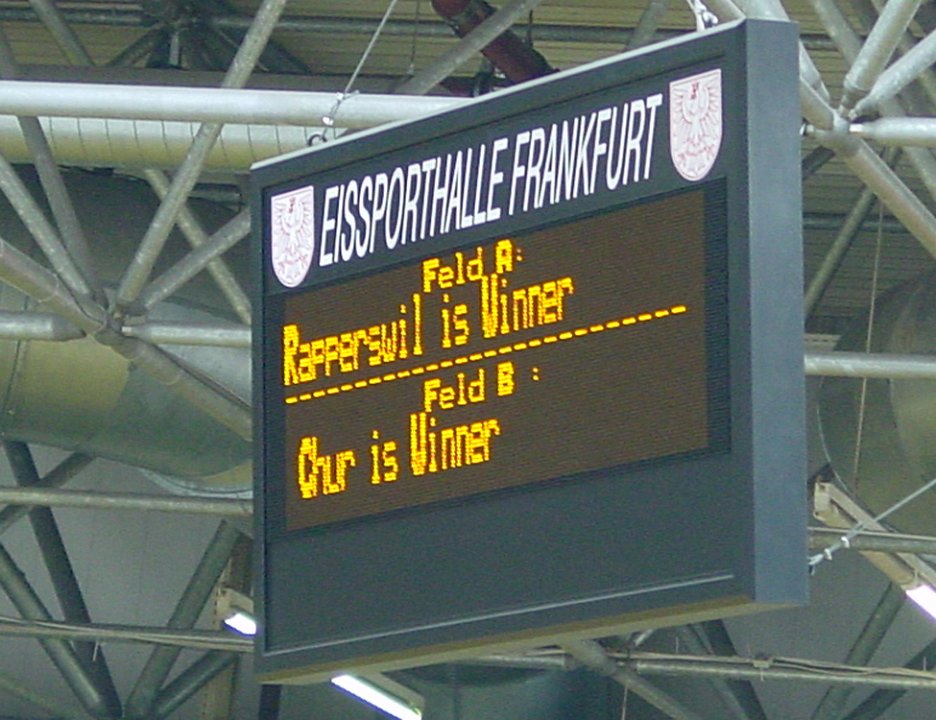 EISSPORTHALLE FRANKFURT
Feld A:
Rapperswil is Winner
--------------------------
Feld B :
Chur is Winner